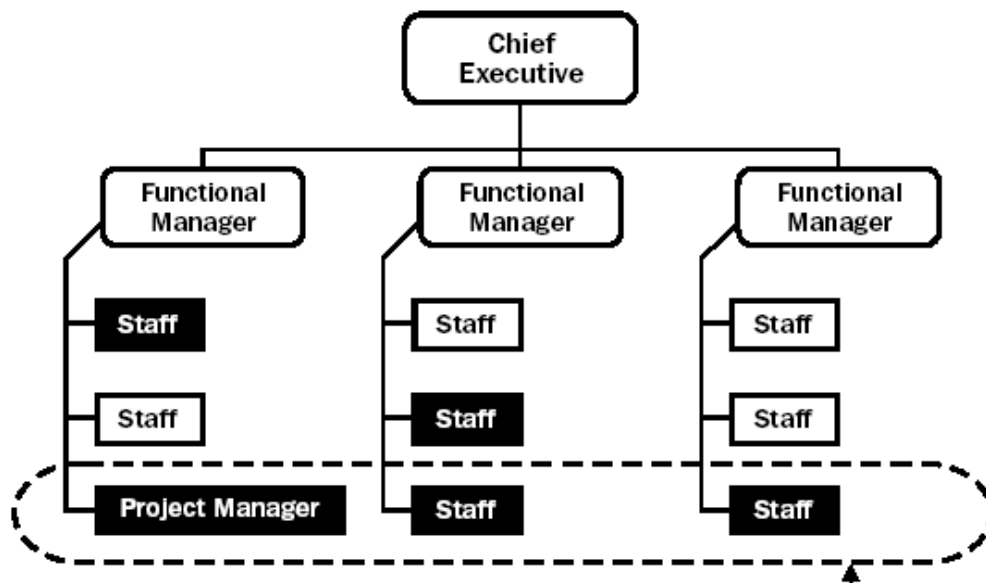 Chief
Executive
Functional
Manager
Functional
Manager
Functional
Manager
Staff
Staff
Staff
Staff
Staff
Staff
Project Manager
Staff
Staff